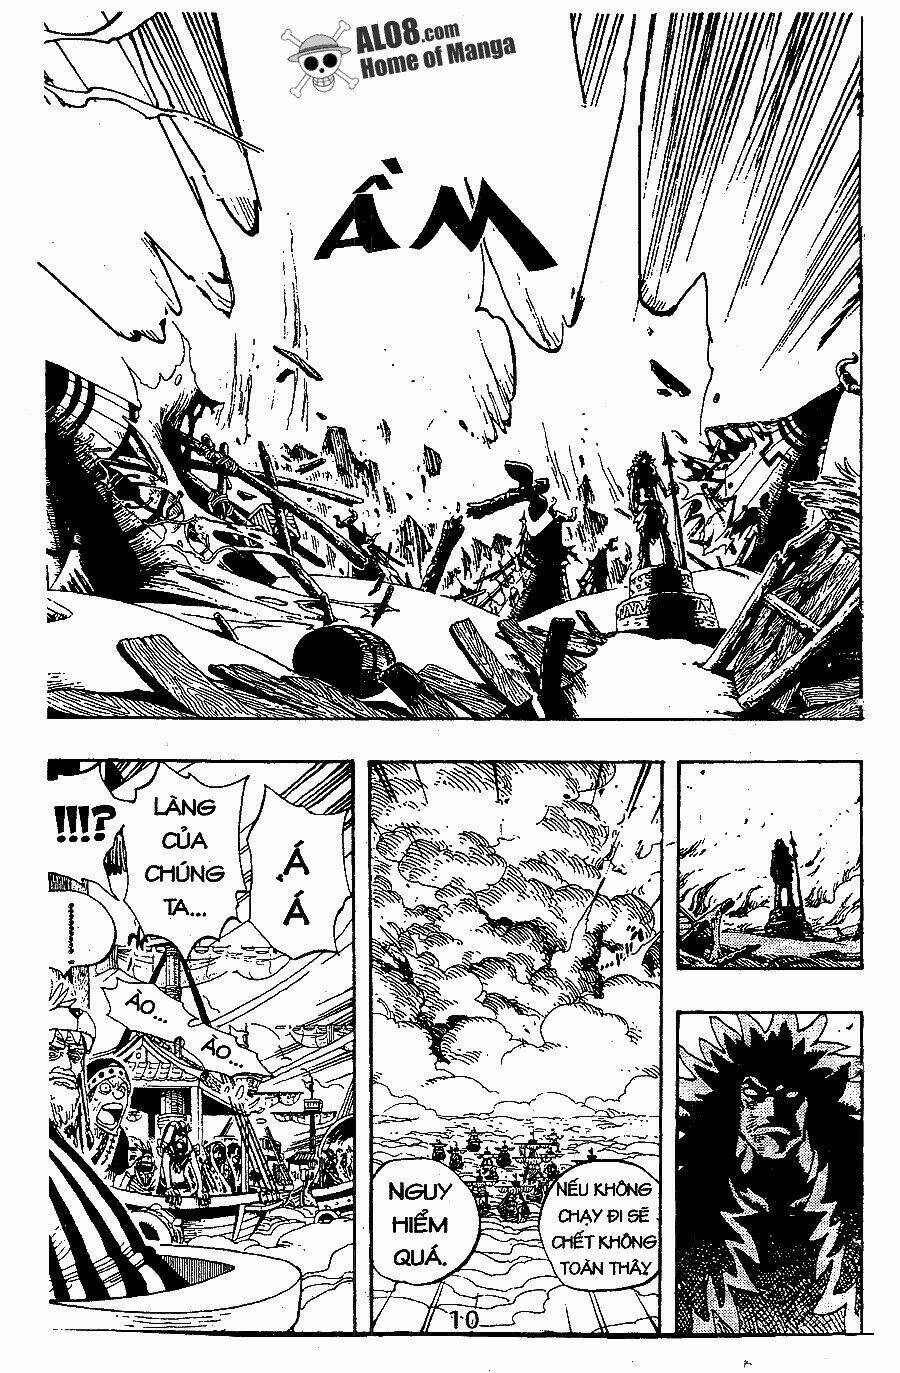 ALO8.com
Home of Manga
ẦM
NẾU KHÔNG
CHẠY ĐI SẼ
CHẾT KHÔNG
TOÀN THÂY
NGUY
HIỂM
QUÁ.
Á
Á
LÀNG
CỦA
CHÚNG
TA...
!!!?
ÀO...
ÀO...
10